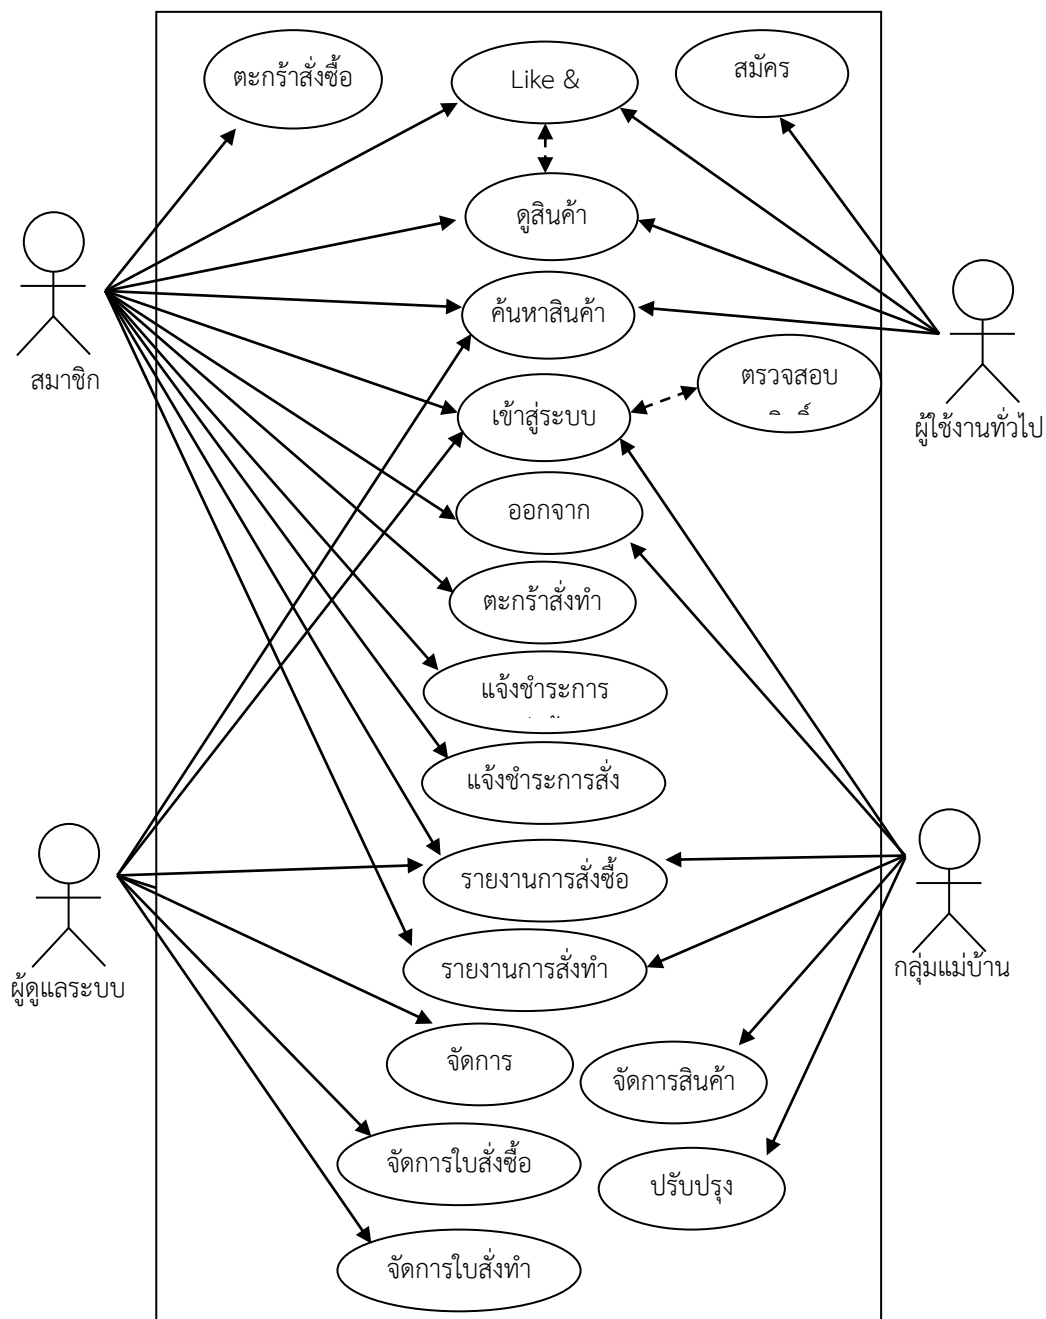 ตะกร้าสั่งซื้อ
Like &
สมัคร
ดูสินค้า
ค้นหาสินค้า
สมาชิก
ตรวจสอบ
เข้าสู่ระบบ
ผู้ใช้งานทั่วไป
ออกจาก
ตะกร้าสั่งทำ
แจ้งชำระการ
แจ้งชำระการสั่ง
รายงานการสั่งซื้อ
รายงานการสั่งทำ
กลุ่มแม่บ้าน
ผู้ดูแลระบบ
จัดการ
จัดการสินค้า
จัดการใบสั่งซื้อ
ปรับปรุง
จัดการใบสั่งทำ